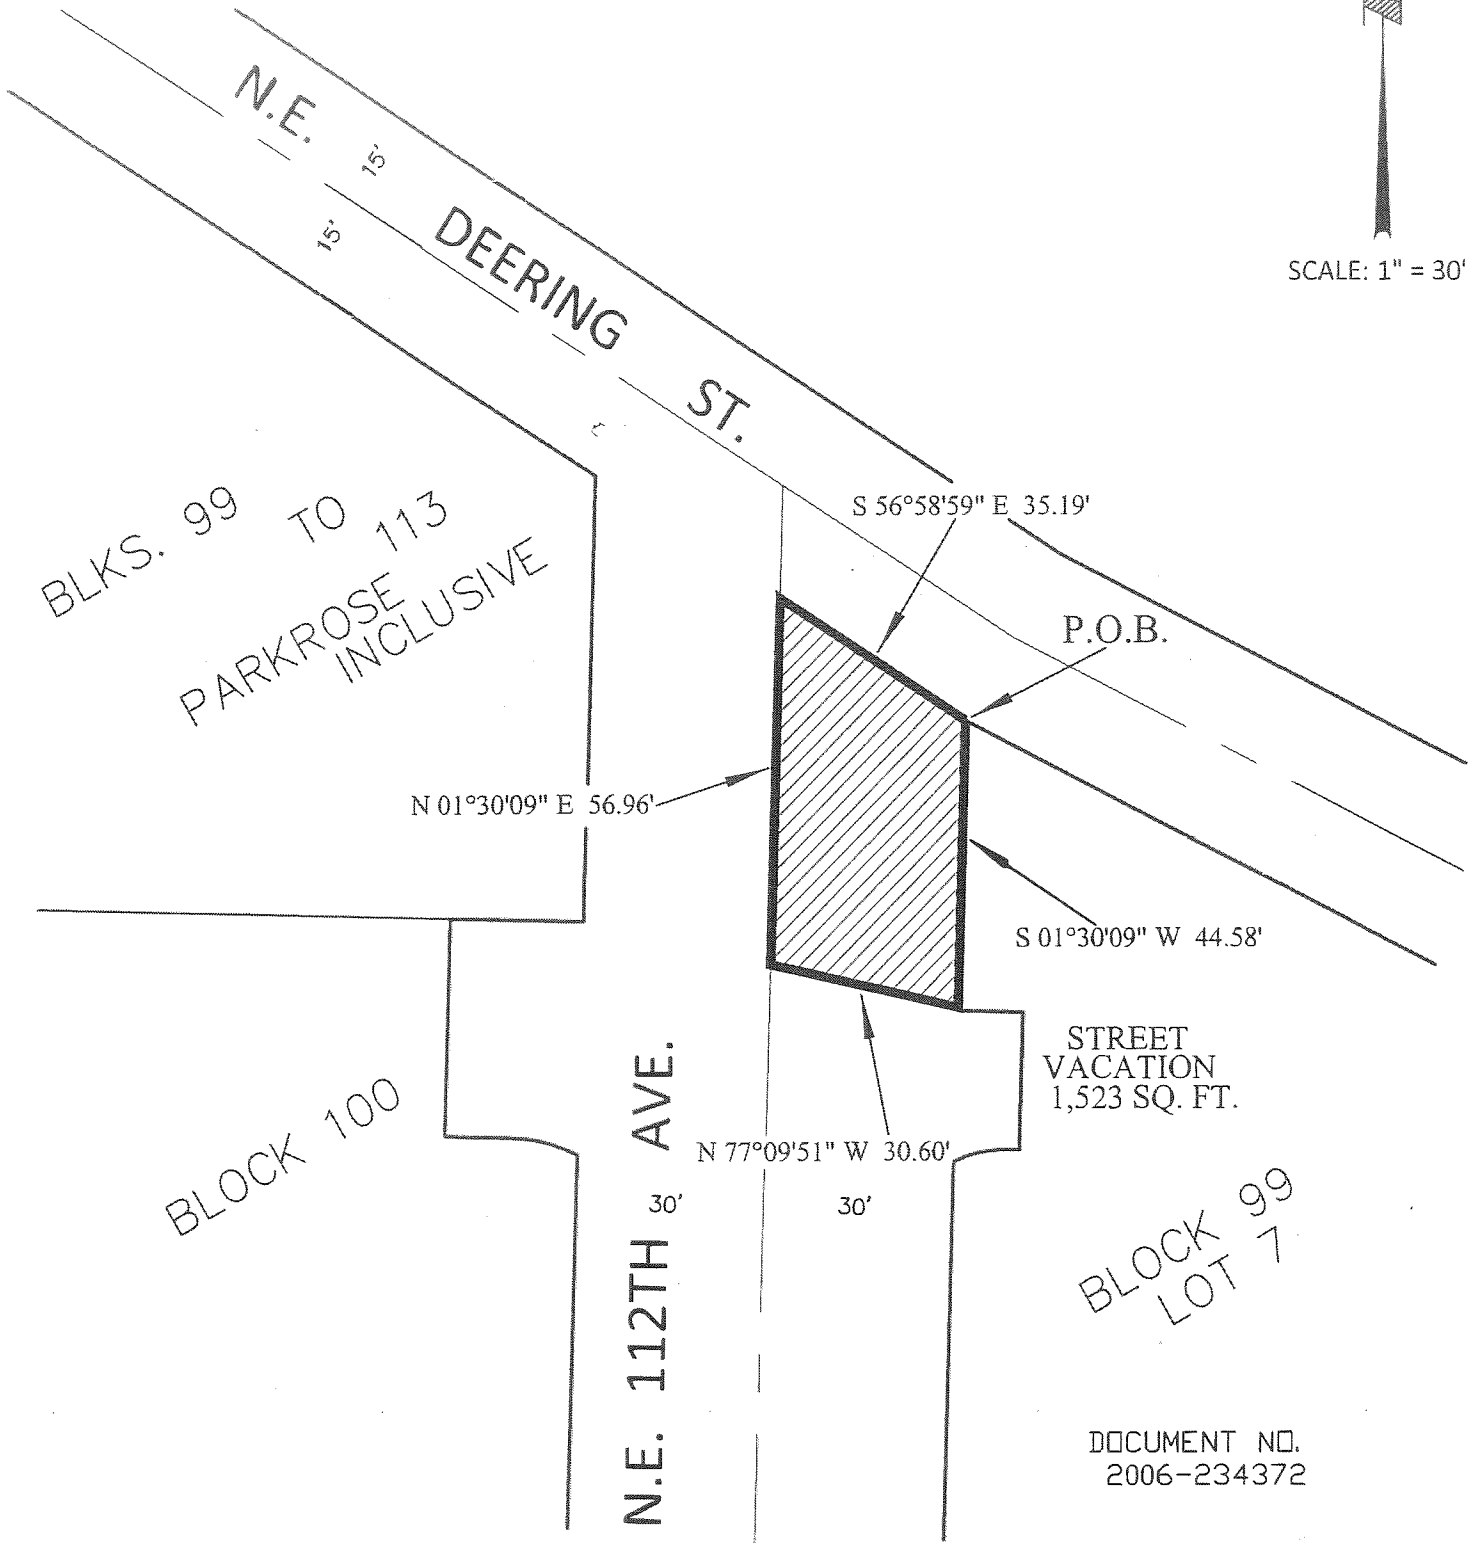 SCALE: 1" = 30'
N.E. DEERING ST.
15'
15'
S 56°58'59" E 35.19'
BLKS. 99 TO 113
PARKROSE
INCLUSIVE
P.O.B.
N 01°30'09" E 56.96'
S 01°30'09" W 44.58'
STREET
VACATION
1,523 SQ. FT.
N 77°09'51" W 30.60'
BLOCK 100
N.E. 112TH AVE.
30'
30'
BLOCK 99
LOT 7
DOCUMENT NO.
2006-234372